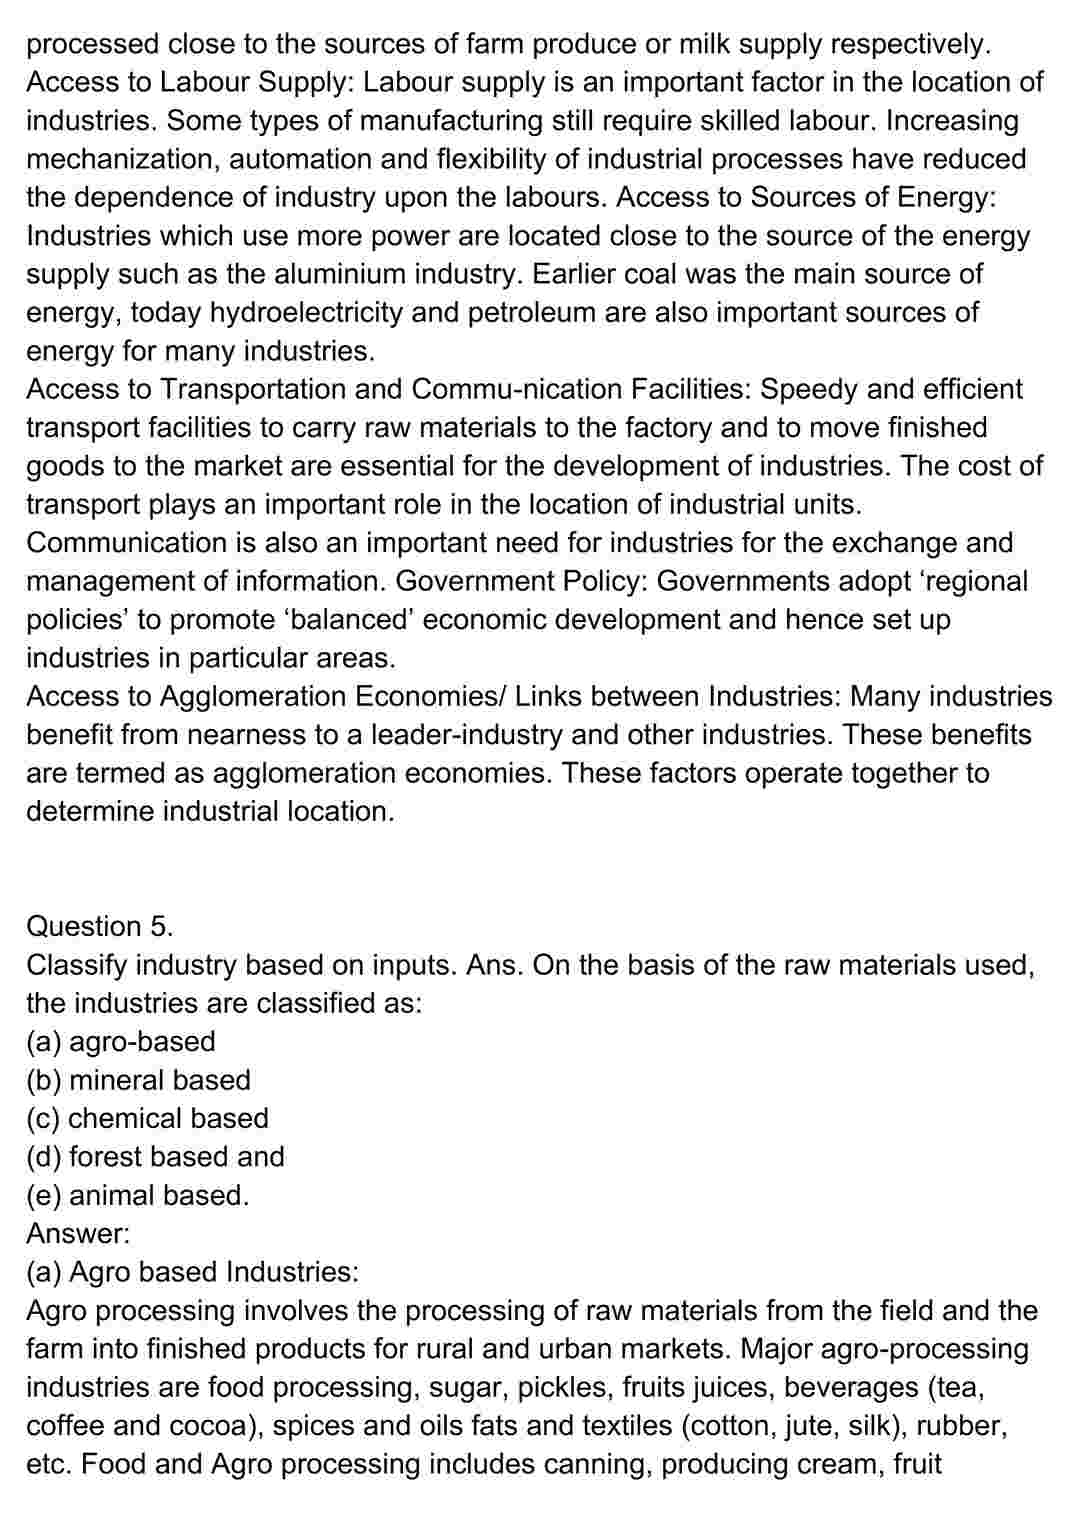 processed close to the sources of farm produce or milk supply respectively.
Access to Labour Supply: Labour supply is an important factor in the location of
industries. Some types of manufacturing still require skilled labour. Increasing
mechanization, automation and flexibility of industrial processes have reduced
the dependence of industry upon the labours. Access to Sources of Energy:
Industries which use more power are located close to the source of the energy
supply such as the aluminium industry. Earlier coal was the main source of
energy, today hydroelectricity and petroleum are also important sources of
energy for many industries.
Access to Transportation and Commu-nication Facilities: Speedy and efficient
transport facilities to carry raw materials to the factory and to move finished
goods to the market are essential for the development of industries. The cost of
transport plays an important role in the location of industrial units.
Communication is also an important need for industries for the exchange and
management of information. Government Policy: Governments adopt ‘regional
policies’ to promote ‘balanced’ economic development and hence set up
industries in particular areas.
Access to Agglomeration Economies/ Links between Industries: Many industries
benefit from nearness to a leader-industry and other industries. These benefits
are termed as agglomeration economies. These factors operate together to
determine industrial location.
Question 5.
Classify industry based on inputs. Ans. On the basis of the raw materials used,
the industries are classified as:
(a) agro-based
(b) mineral based
(c) chemical based
(d) forest based and
(e) animal based.
Answer:
(a) Agro based Industries:
Agro processing involves the processing of raw materials from the field and the
farm into finished products for rural and urban markets. Major agro-processing
industries are food processing, sugar, pickles, fruits juices, beverages (tea,
coffee and cocoa), spices and oils fats and textiles (cotton, jute, silk), rubber,
etc. Food and Agro processing includes canning, producing cream, fruit